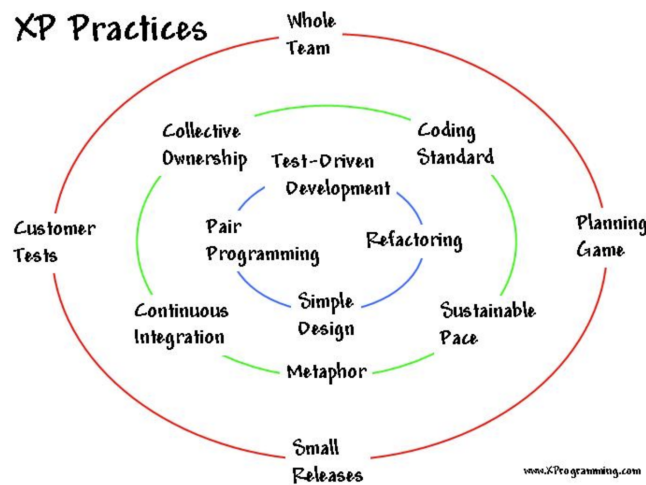 XP Practices
Whole
Team
Collective
Ownership
Coding
Standard
Test-Driven
Development
Customer
Tests
Pair
Programming
Refactoring
Planning
Game
Continuous
Integration
Simple
Design
Sustainable
Pace
Metaphor
Small
Releases
www.XProgramming.com